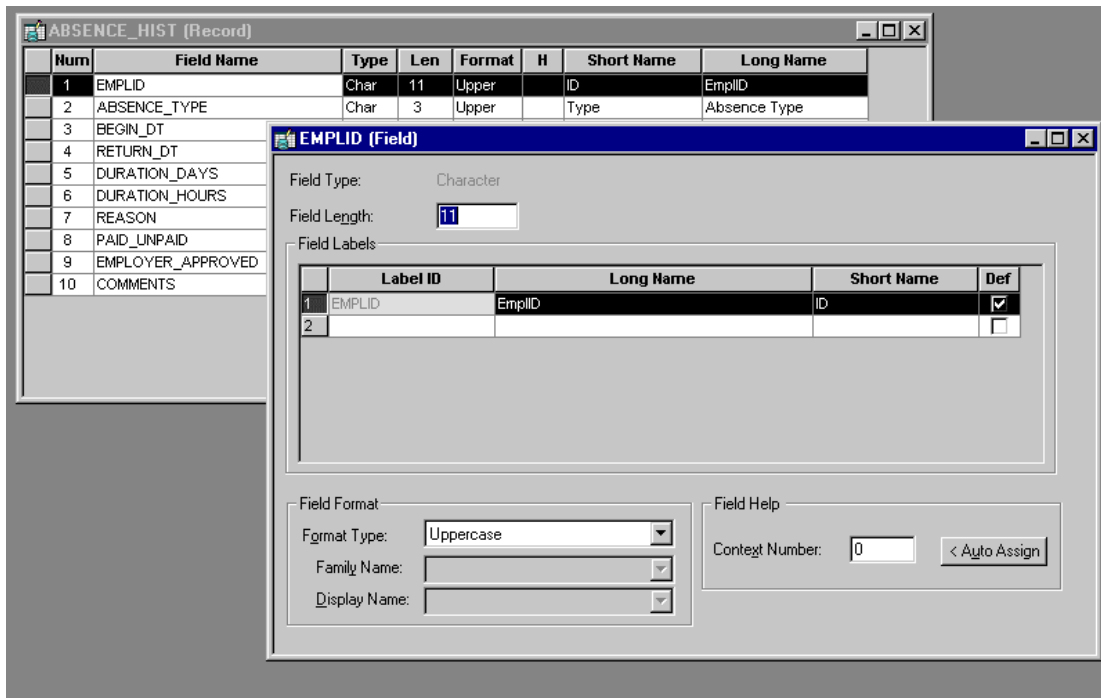 ABSENCE_HIST (Record)
Num Field Name Type Len Format H Short Name Long Name
1 EMPLID Char 11 Upper ID EmplID
2 ABSENCE_TYPE Char 3 Upper Type Absence Type
3 BEGIN_DT
4 RETURN_DT
5 DURATION_DAYS
6 DURATION_HOURS
7 REASON
8 PAID_UNPAID
9 EMPLOYER_APPROVED
10 COMMENTS
EMPLID (Field)
Field Type: Character
Field Length: 11
Field Labels
Label ID Long Name Short Name Def
1 EMPLID EmplID ID
2
Field Format
Format Type: Uppercase
Family Name:
Display Name:
Field Help
Context Number: 0 < Auto Assign